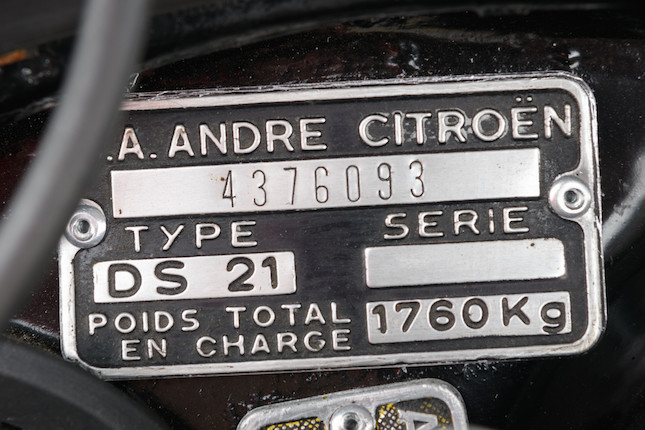 .A. ANDRE CITROËN
4376093
TYPE SERIE
DS 21
POIDS TOTAL
EN CHARGE 1760Kg
A